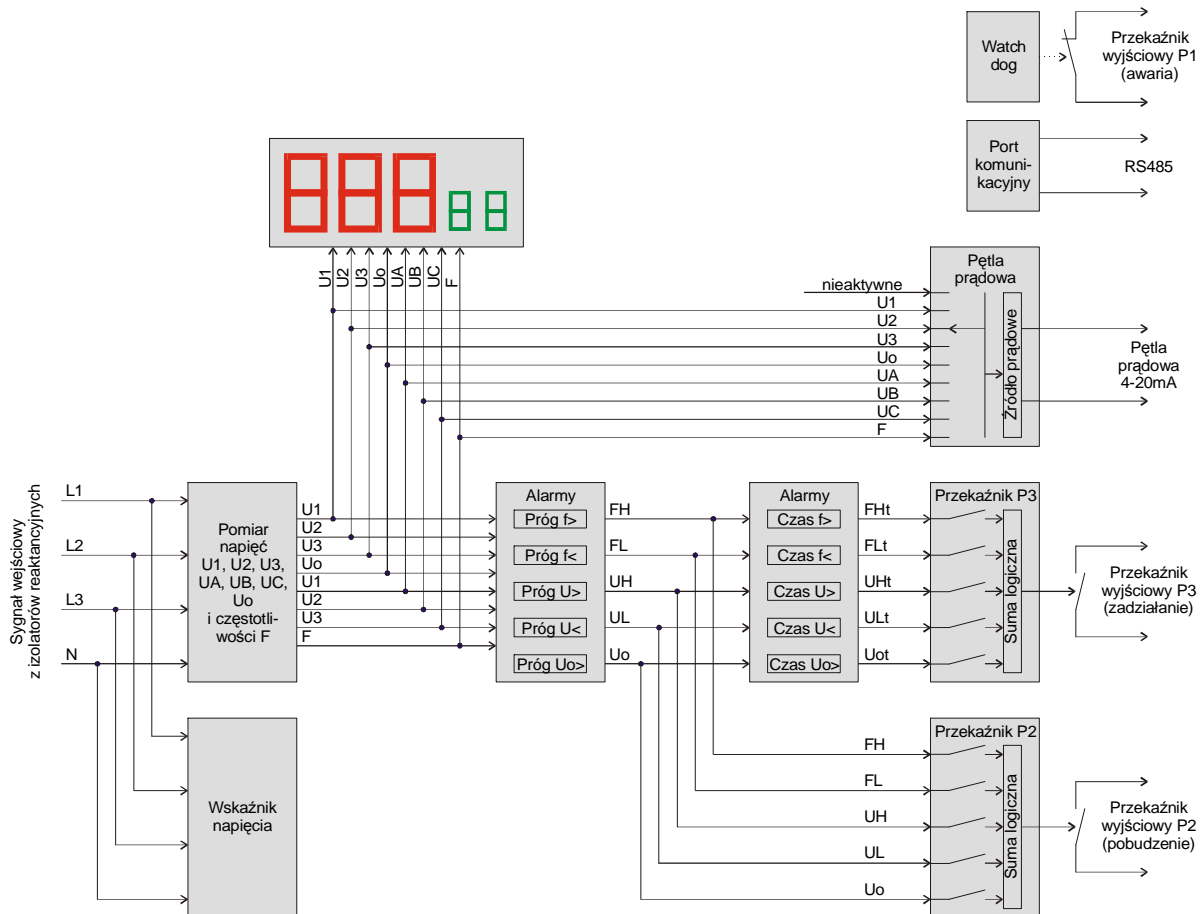 Watch
dog
Przekaźnik
wyjściowy P1
(awaria)
Port
komuni-
kacyjny
RS485
U1
U2
U3
Uo
UA
UB
UC
F
Pętla
prądowa
nieaktywne
U1
U2
U3
Uo
UA
UB
UC
F
Źródło prądowe
Pętla
prądowa
4-20mA
Sygnał wejściowy
z izolatorów reaktancyjnych
L1
L2
L3
N
Pomiar
napięć
U1, U2, U3,
UA, UB, UC,
Uo
i częstotli-
wości F
U1
U2
U3
Uo
U1
U2
U3
F
Alarmy
Próg f>
Próg f<
Próg U>
Próg U<
Próg Uo>
FH
FL
UH
UL
Uo
Alarmy
Czas f>
Czas f<
Czas U>
Czas U<
Czas Uo>
FHt
FLt
UHt
ULt
Uot
Przekaźnik P3
Suma logiczna
Przekaźnik
wyjściowy P3
(zadziałanie)
Wskaźnik
napięcia
FH
FL
UH
UL
Uo
Przekaźnik P2
Suma logiczna
Przekaźnik
wyjściowy P2
(pobudzenie)